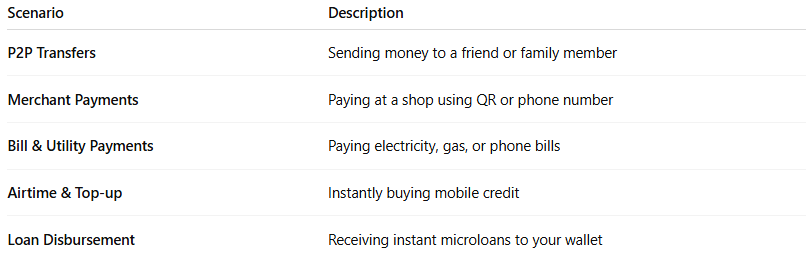 Scenario Description
P2P Transfers Sending money to a friend or family member
Merchant Payments Paying at a shop using QR or phone number
Bill & Utility Payments Paying electricity, gas, or phone bills
Airtime & Top-up Instantly buying mobile credit
Loan Disbursement Receiving instant microloans to your wallet